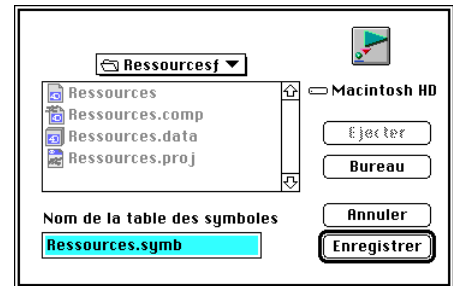 Ressourcesƒ
Ressources
Ressources.comp
Ressources.data
Ressources.proj
Macintosh HD
Ejecter
Bureau
Nom de la table des symboles
Ressources.symb
Annuler
Enregistrer